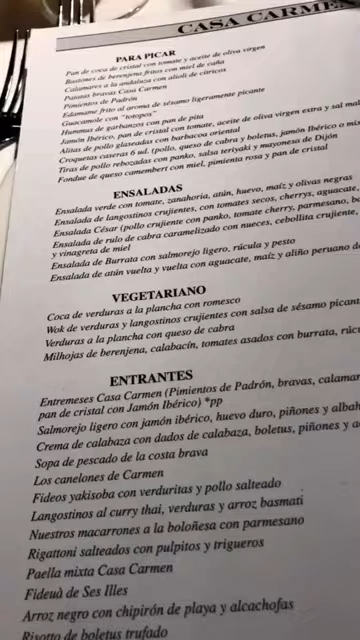 CASA CARMEN
PARA PICAR
Pan de coca de cristal con tomate y aceite de oliva virgen
Bastones de berenjena fritos con miel de caña
Calamares a la andaluza con alioli de cítricos
Patatas bravas Casa Carmen
Pimientos de Padrón
Edamame frito al aroma de sésamo ligeramente picante
Guacamole con "totopos"
Hummus de garbanzos con pan de pita
Jamón Ibérico, pan de cristal con tomate, aceite de oliva virgen extra y sal
Alitas de pollo glaseadas con barbacoa oriental
Croquetas caseras 6 ud. (pollo, queso de cabra y boletus, jamón Ibérico o
Tiras de pollo rebozadas con panko, salsa teriyaki y mayonesa de Dijón
Fondue de queso camembert con miel, pimienta rosa y pan de cristal
ENSALADAS
Ensalada verde con tomate, zanahoria, atún, huevo, maíz y olivas negras
Ensalada de langostinos crujientes, con tomates secos, cherrys, aguacate,
Ensalada César (pollo crujiente con panko, tomate cherry, parmesano,
Ensalada de rulo de cabra caramelizado con nueces, cebollita crujiente,
y vinagreta de miel
Ensalada de Burrata con salmorejo ligero, rúcula y pesto
Ensalada de atún vuelta y vuelta con aguacate, maíz y aliño peruano
VEGETARIANO
Coca de verduras a la plancha con romesco
Wok de verduras y langostinos crujientes con salsa de sésamo
Verduras a la plancha con queso de cabra
Milhojas de berenjena, calabacín, tomates asados con burrata,
ENTRANTES
Entremeses Casa Carmen (Pimientos de Padrón, bravas,
pan de cristal con Jamón Ibérico) *pp
Salmorejo ligero con jamón ibérico, huevo duro, piñones y
Crema de calabaza con dados de calabaza, boletus, piñones y
Sopa de pescado de la costa brava
Los canelones de Carmen
Fideos yakisoba con verduritas y pollo salteado
Langostinos al curry thai, verduras y arroz basmati
Nuestros macarrones a la boloñesa con parmesano
Rigattoni salteados con pulpitos y trigueros
Paella mixta Casa Carmen
Fideuà de Ses Illes
Arroz negro con chipirón de playa y alcachofas
Risotto de boletus trufado